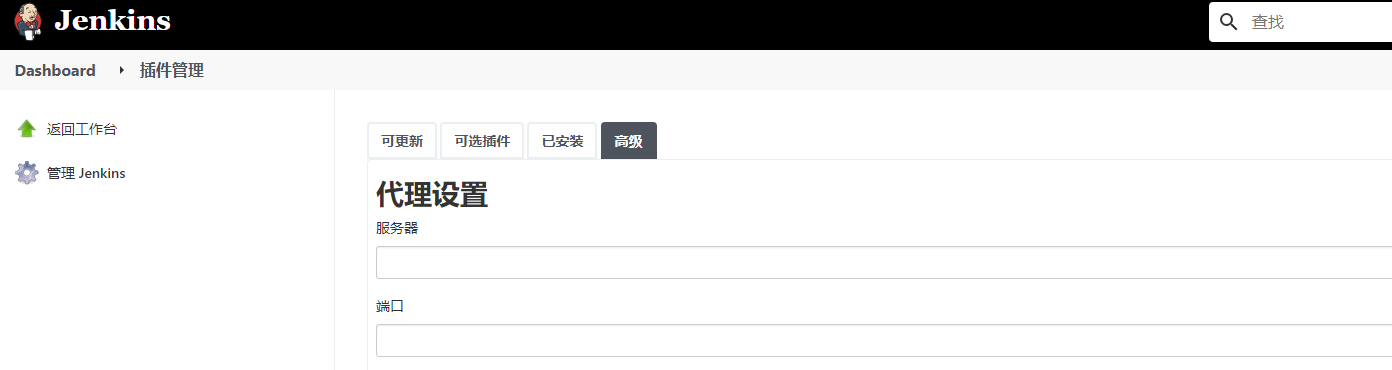 Jenkins
查找
Dashboard 插件管理
返回工作台
管理 Jenkins
可更新 可选插件 已安装 高级
代理设置
服务器
端口